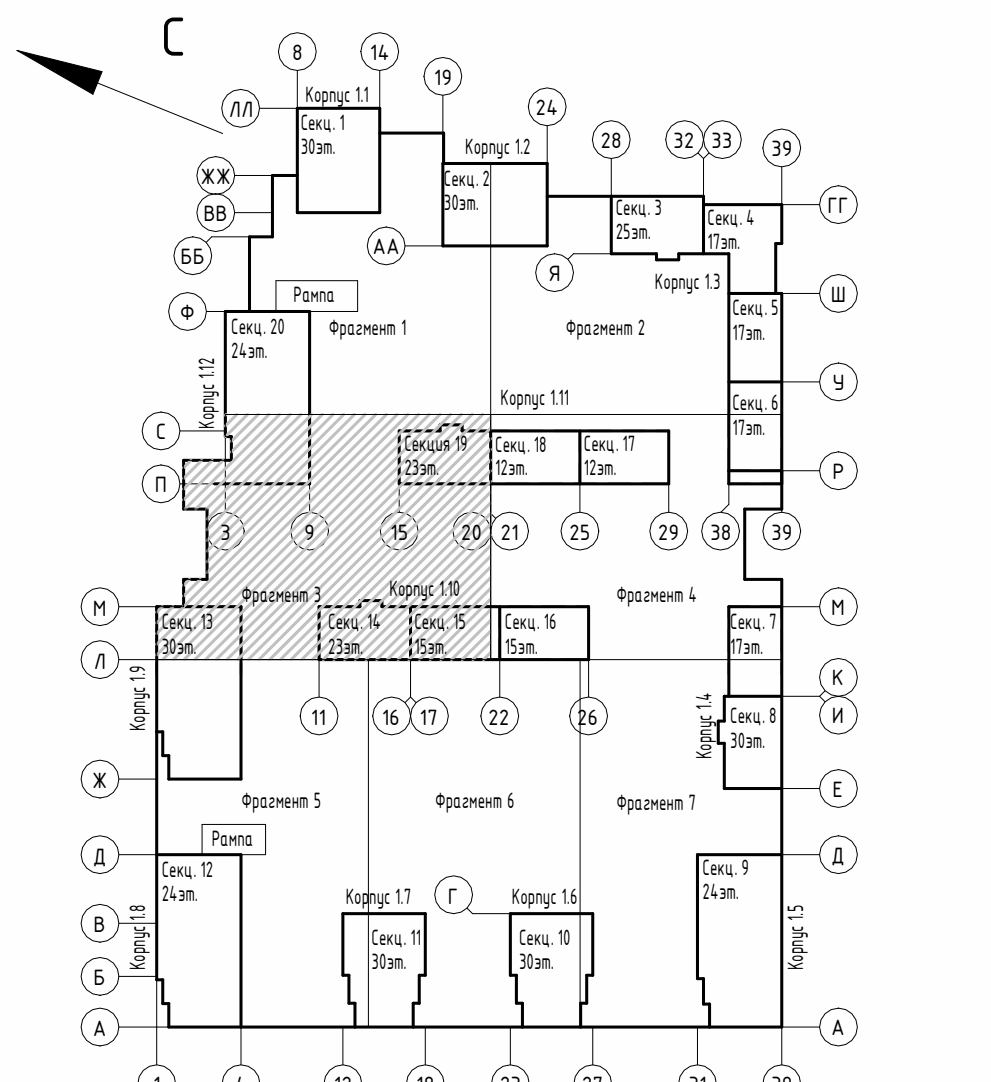 С
8
14
19
24
28
32
33
39
ЛЛ
Корпус 1.1
Секц. 1
30эт.
Корпус 1.2
Секц. 2
30эт.
ЖЖ
ВВ
ББ
АА
Секц. 3
25эт.
Секц. 4
17эт.
ГГ
Я
Корпус 1.3
Ш
Рампа
Ф
Секц. 20
24эт.
Фрагмент 1
Фрагмент 2
Секц. 5
17эт.
Корпус 1.12
У
Корпус 1.11
Секц. 6
17эт.
С
Секция 19
23эт.
Секц. 18
12эт.
Секц. 17
12эт.
Р
П
3
9
15
20
21
25
29
38
39
Фрагмент 3
Корпус 1.10
Фрагмент 4
М
М
Секц. 13
30эт.
Секц. 14
23эт.
Секц. 15
15эт.
Секц. 16
15эт.
Секц. 7
17эт.
Л
К
И
Корпус 1.9
11
16
17
22
26
Корпус 1.4
Секц. 8
30эт.
Ж
Е
Фрагмент 5
Фрагмент 6
Фрагмент 7
Рампа
Д
Д
Секц. 12
24эт.
Секц. 9
24эт.
Корпус 1.7
Г
Корпус 1.6
В
Корпус 1.8
Секц. 11
30эт.
Секц. 10
30эт.
Корпус 1.5
Б
А
А